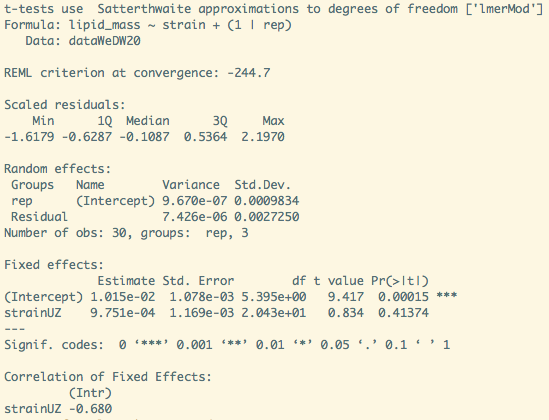 t-tests use  Satterthwaite approximations to degrees of freedom ['lmerMod']
Formula: lipid_mass ~ strain + (1 | rep)
   Data: dataWeDW20

REML criterion at convergence: -244.7

Scaled residuals:
    Min      1Q  Median      3Q     Max
-1.6179 -0.6287 -0.1087  0.5364  2.1970

Random effects:
 Groups   Name        Variance  Std.Dev.
 rep      (Intercept) 9.670e-07 0.0009834
 Residual             7.426e-06 0.0027250
Number of obs: 30, groups:  rep, 3

Fixed effects:
             Estimate Std. Error        df t value Pr(>|t|)
(Intercept) 1.015e-02  1.078e-03 5.395e+00   9.417  0.00015 ***
strainUZ    9.751e-04  1.169e-03 2.043e+01   0.834  0.41374
---
Signif. codes:  0 ‘***’ 0.001 ‘**’ 0.01 ‘*’ 0.05 ‘.’ 0.1 ‘ ’ 1

Correlation of Fixed Effects:
         (Intr)
strainUZ -0.680